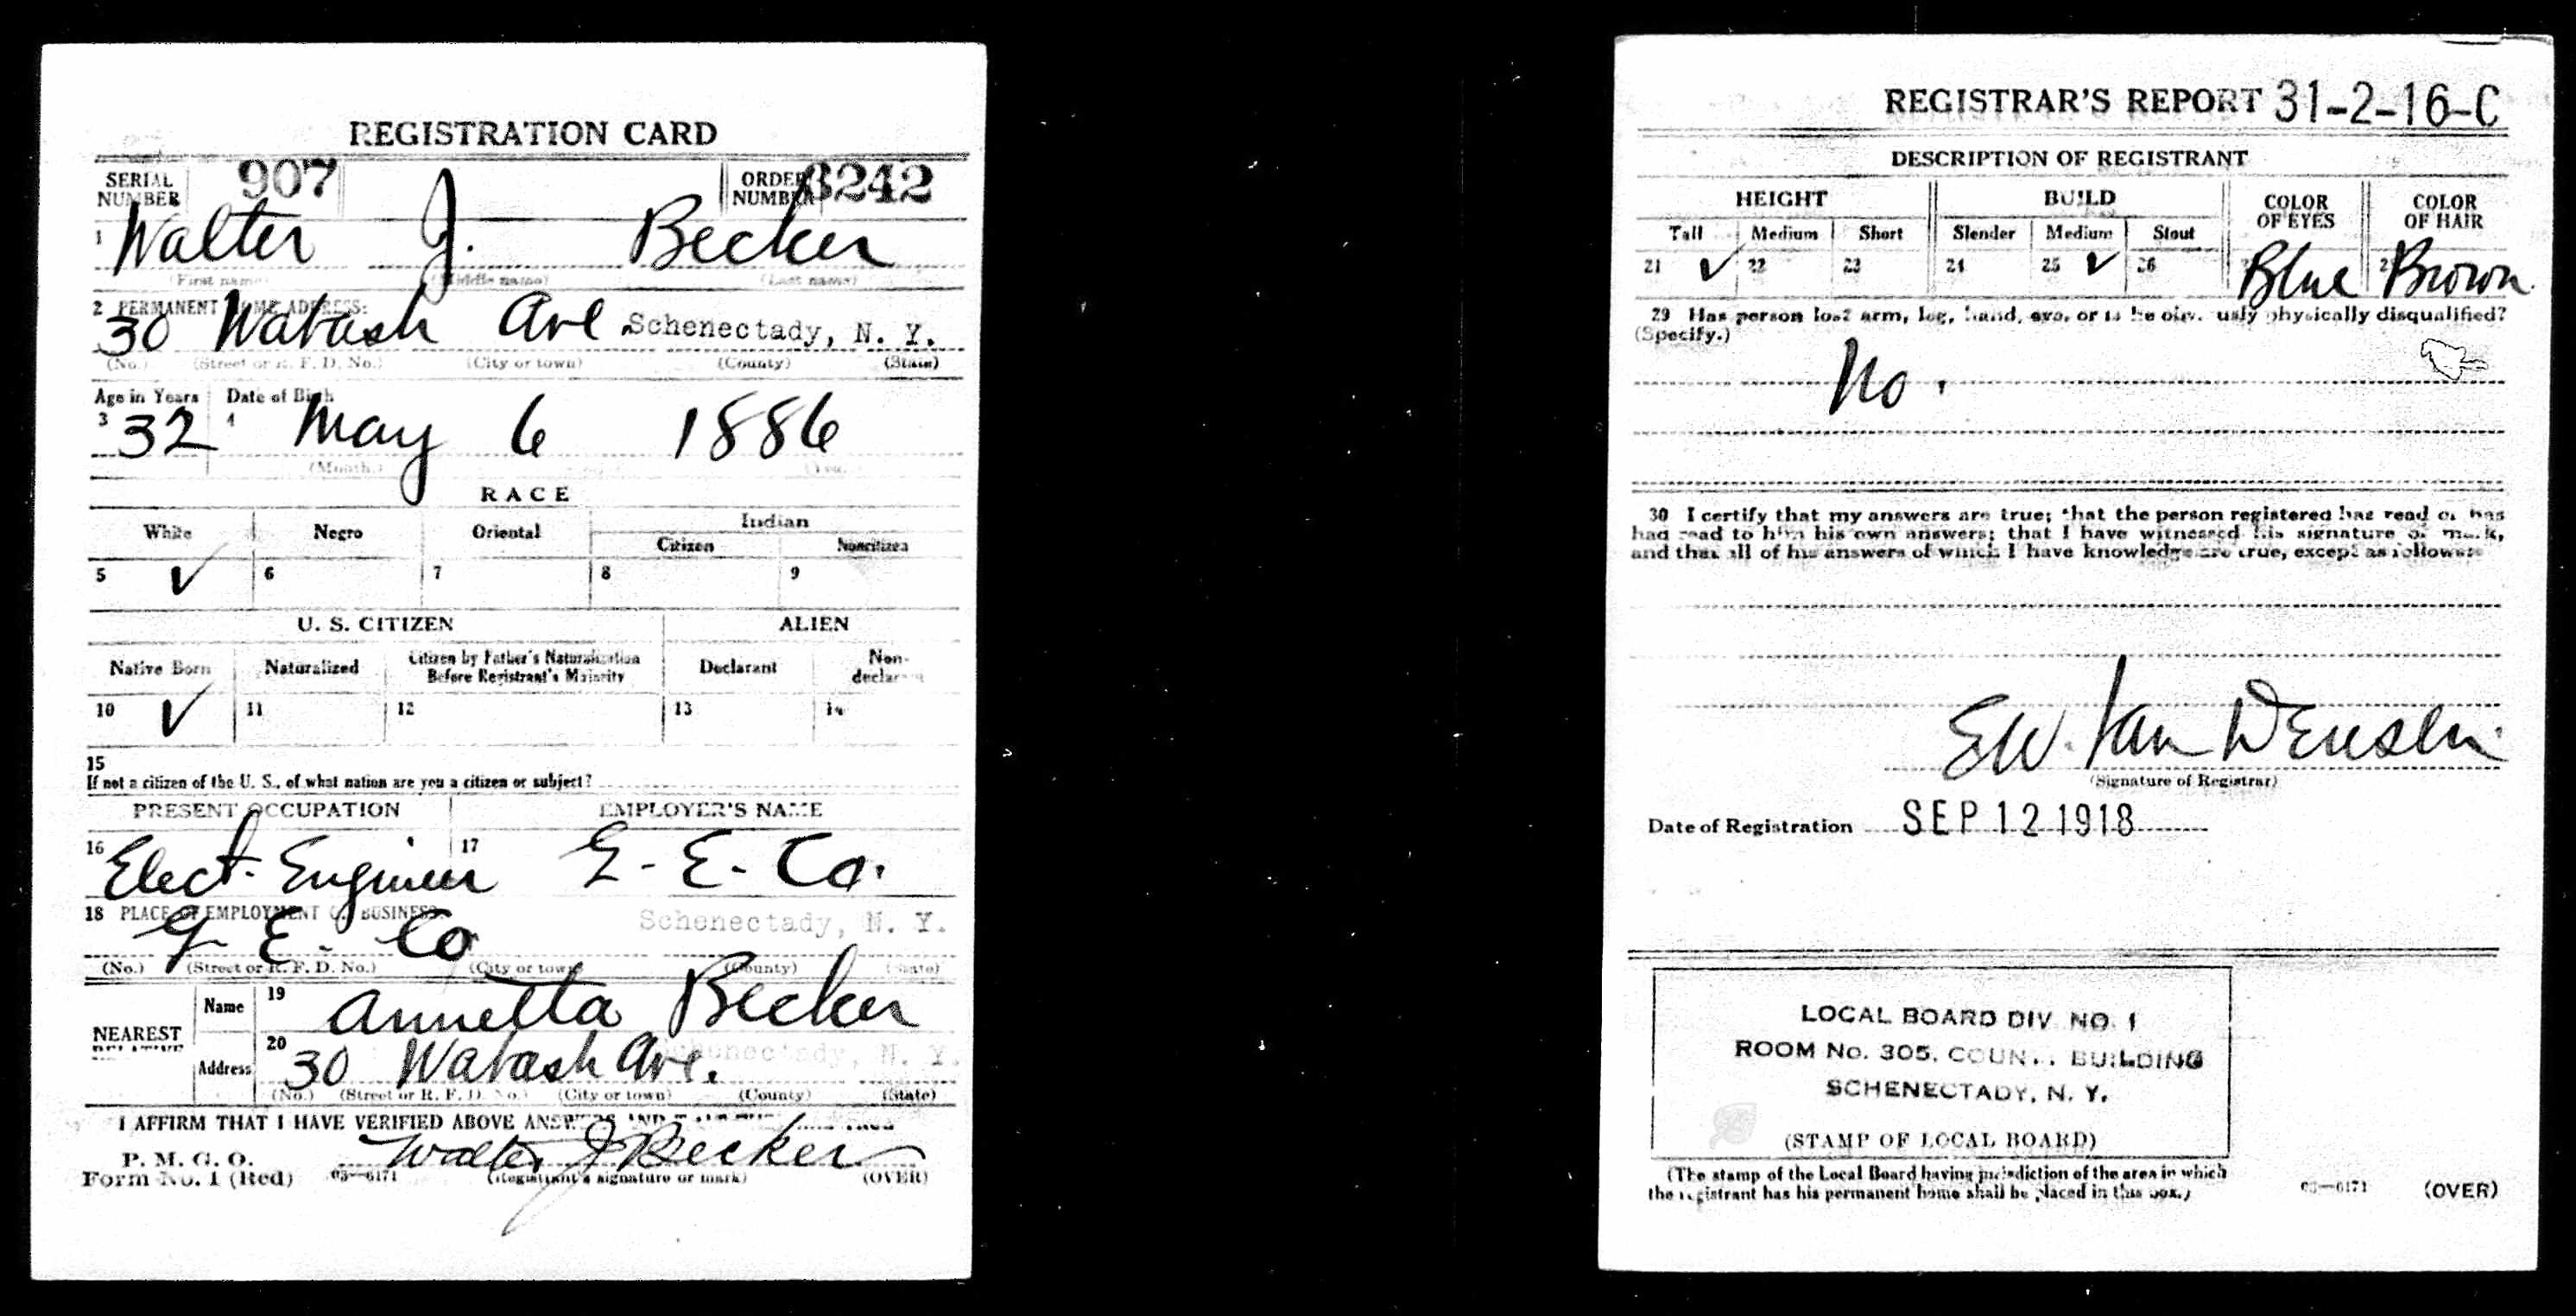 REGISTRATION CARD
SERIAL NUMBER 907 ORDER NUMBER 3242
1 Walter J. Becker
(First name) (Middle name) (Last name)
2 PERMANENT HOME ADDRESS:
30 Wabash Ave. Schenectady, N. Y.
(No.) (Street or R. F. D. No.) (City or town) (County) (State)
Age in Years Date of Birth
3 32 4 May 6 1886
(Month.)
RACE
White Negro Oriental Indian
Citizen Noncitizen
5 ✓ 6 7 8 9
U. S. CITIZEN ALIEN
Native Born Naturalized Citizen by Father's Naturalization Before Registrant's Majority Declarant Non-declarant
10 ✓ 11 12 13 14
15
If not a citizen of the U. S., of what nation are you a citizen or subject?
PRESENT OCCUPATION EMPLOYER'S NAME
16 Elect. Engineer 17 G. E. Co.
18 PLACE OF EMPLOYMENT OR BUSINESS:
G. E. Co Schenectady, N. Y.
(No.) (Street or R. F. D. No.) (City or town) (County) (State)
NEAREST RELATIVE Name 19 Annetta Becker
Address 20 30 Wabash Ave. Schenectady, N. Y.
(No.) (Street or R. F. D. No.) (City or town) (County) (State)
I AFFIRM THAT I HAVE VERIFIED ABOVE ANSWERS AND
P. M. G. O.
Form No. 1 (Red) 03—6171 Walter J Becker
(Registrant's signature or mark) (OVER)
REGISTRAR'S REPORT 31-2-16-C
DESCRIPTION OF REGISTRANT
HEIGHT BUILD COLOR OF EYES COLOR OF HAIR
Tall Medium Short Slender Medium Stout
21 ✓ 22 23 24 25 ✓ 26 Blue Brown
29 Has person lost arm, leg, hand, eye, or is he obviously physically disqualified?
(Specify.)
No.
30 I certify that my answers are true; that the person registered has read or has
had read to him his own answers; that I have witnessed his signature or mark,
and that all of his answers of which I have knowledge are true, except as follows:
E.W. Van
(Signature of Registrar)
Date of Registration SEP 12 1918
LOCAL BOARD DIV. NO. 1
ROOM No. 305, BUILDING
SCHENECTADY, N. Y.
(STAMP OF LOCAL BOARD)
(The stamp of the Local Board having jurisdiction of the area in which
the registrant has his permanent home shall be placed in this box.)
03—6171 (OVER)